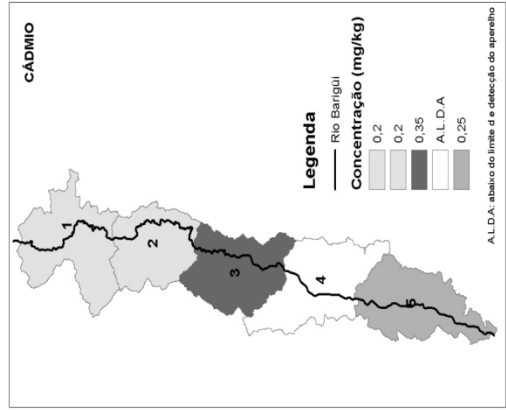 CÁDMIO
1
2
3
4
5
Legenda
Rio Barigüi
Concentração (mg/kg)
0,2
0,2
0,35
A.L.D.A
0,25
A.L.D.A: abaixo do limite d e detecção do aparelho